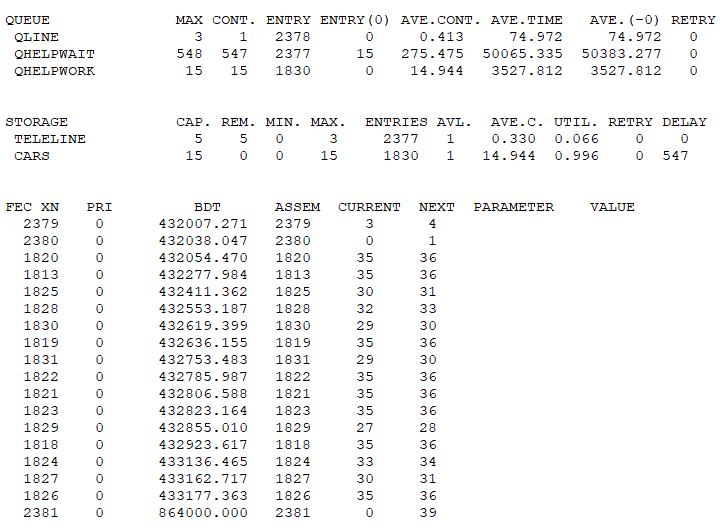 QUEUE MAX CONT. ENTRY ENTRY(0) AVE.CONT. AVE.TIME AVE.(-0) RETRY
QLINE 3 1 2378 0 0.413 74.972 74.972 0
QHELPWAIT 548 547 2377 15 275.475 50065.335 50383.277 0
QHELPWORK 15 15 1830 0 14.944 3527.812 3527.812 0
STORAGE CAP. REM. MIN. MAX. ENTRIES AVL. AVE.C. UTIL. RETRY DELAY
TELELINE 5 5 0 3 2377 1 0.330 0.066 0 0
CARS 15 0 0 15 1830 1 14.944 0.996 0 547
FEC XN PRI BDT ASSEM CURRENT NEXT PARAMETER VALUE
2379 0 432007.271 2379 3 4
2380 0 432038.047 2380 0 1
1820 0 432054.470 1820 35 36
1813 0 432277.984 1813 35 36
1825 0 432411.362 1825 30 31
1828 0 432553.187 1828 32 33
1830 0 432619.399 1830 29 30
1819 0 432636.155 1819 35 36
1831 0 432753.483 1831 29 30
1822 0 432785.987 1822 35 36
1821 0 432806.588 1821 35 36
1823 0 432823.164 1823 35 36
1829 0 432855.010 1829 27 28
1818 0 432923.617 1818 35 36
1824 0 433136.465 1824 33 34
1827 0 433162.717 1827 30 31
1826 0 433177.363 1826 35 36
2381 0 864000.000 2381 0 39